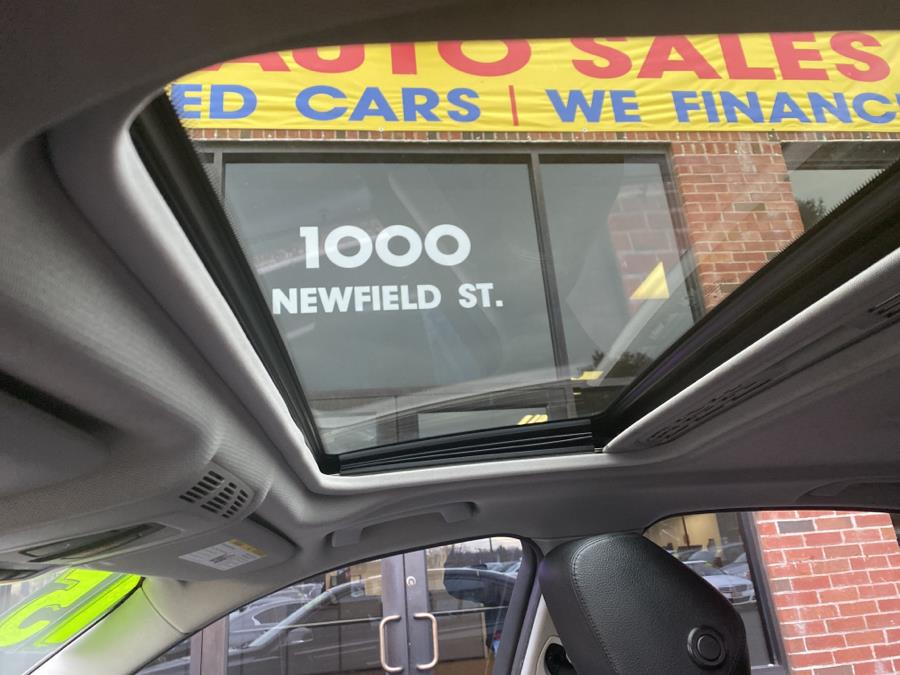 AUTO SALES
ED CARS | WE FINANC
1000
NEWFIELD ST.